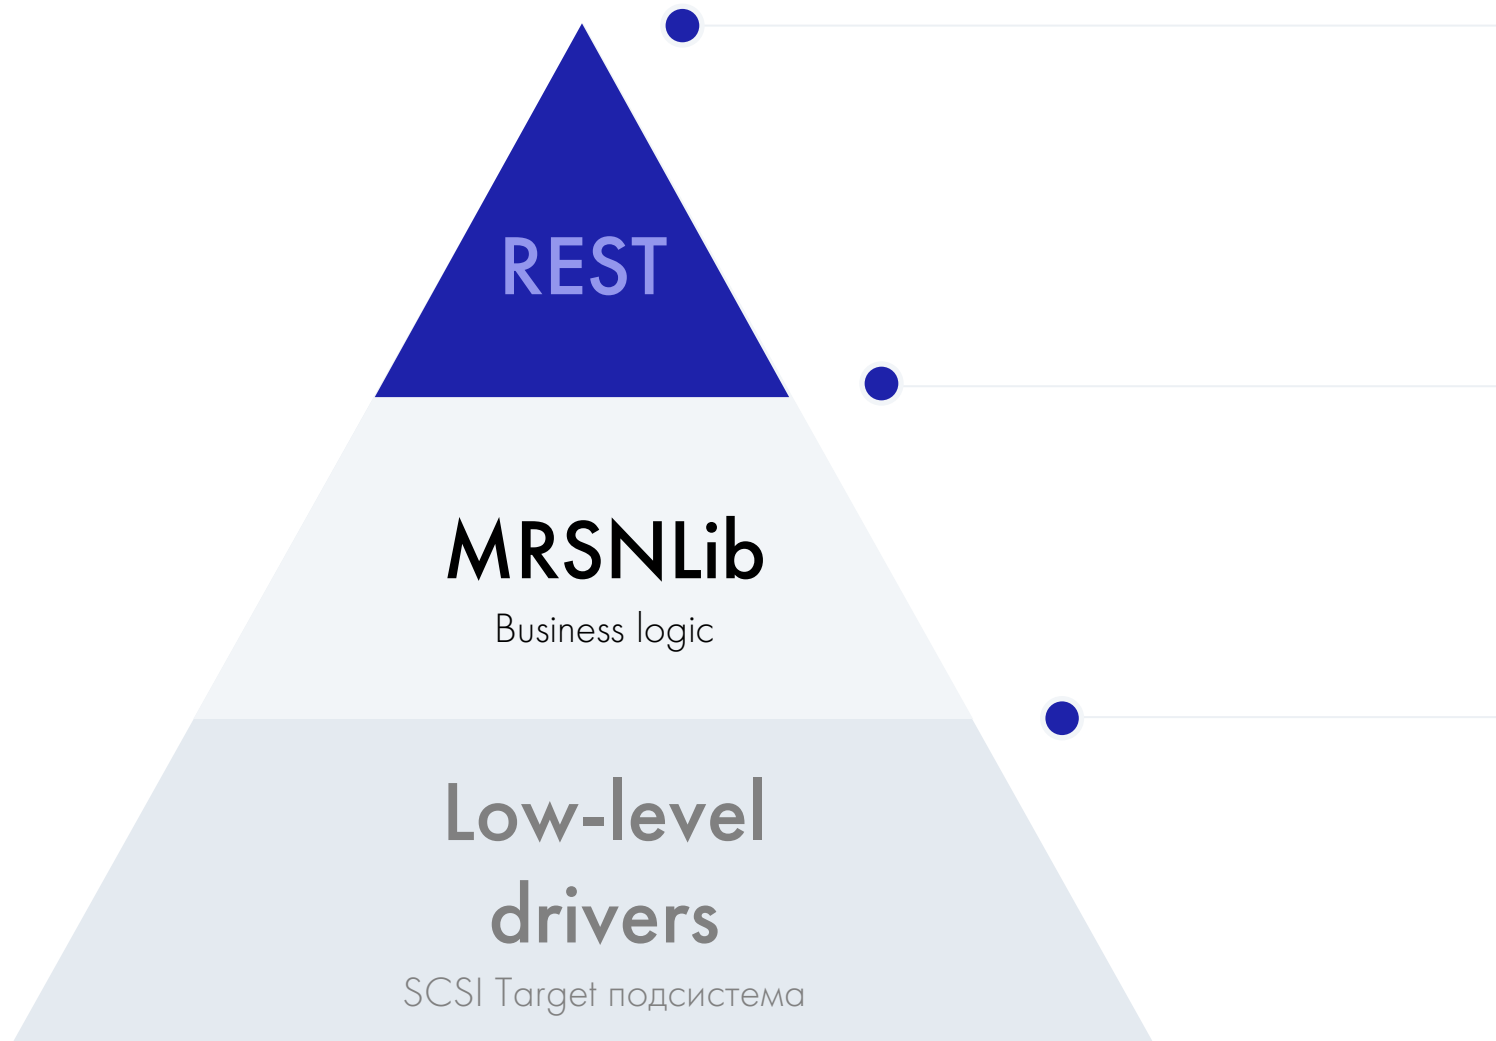 REST
MRSNLib
Business logic
Low-level
drivers
SCSI Target подсистема